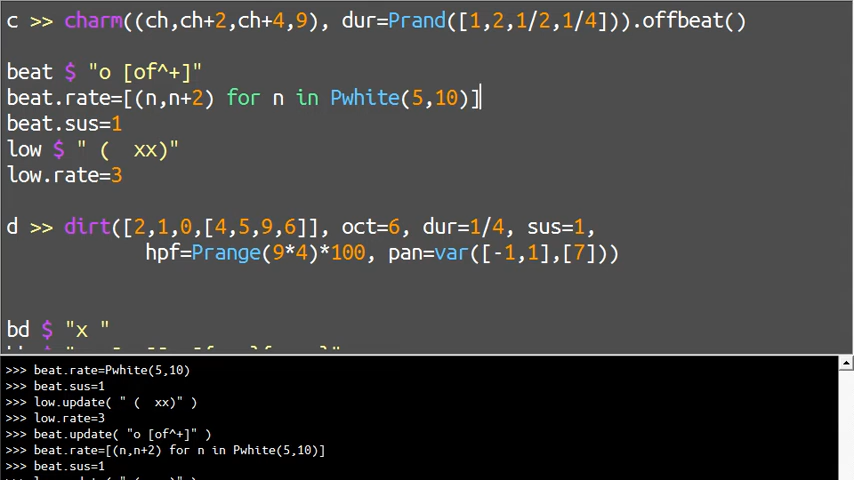 c >> charm((ch,ch+2,ch+4,9), dur=Prand([1,2,1/2,1/4])).offbeat()
beat $ "o [of^+]"
beat.rate=[(n,n+2) for n in Pwhite(5,10)]
beat.sus=1
low $ " (  xx)"
low.rate=3
d >> dirt([2,1,0,[4,5,9,6]], oct=6, dur=1/4, sus=1,
hpf=Prange(9*4)*100, pan=var([-1,1],[7]))
bd $ "x "
>>> beat.rate=Pwhite(5,10)
>>> beat.sus=1
>>> low.update( " (  xx)" )
>>> low.rate=3
>>> beat.update( "o [of^+]" )
>>> beat.rate=[(n,n+2) for n in Pwhite(5,10)]
>>> beat.sus=1